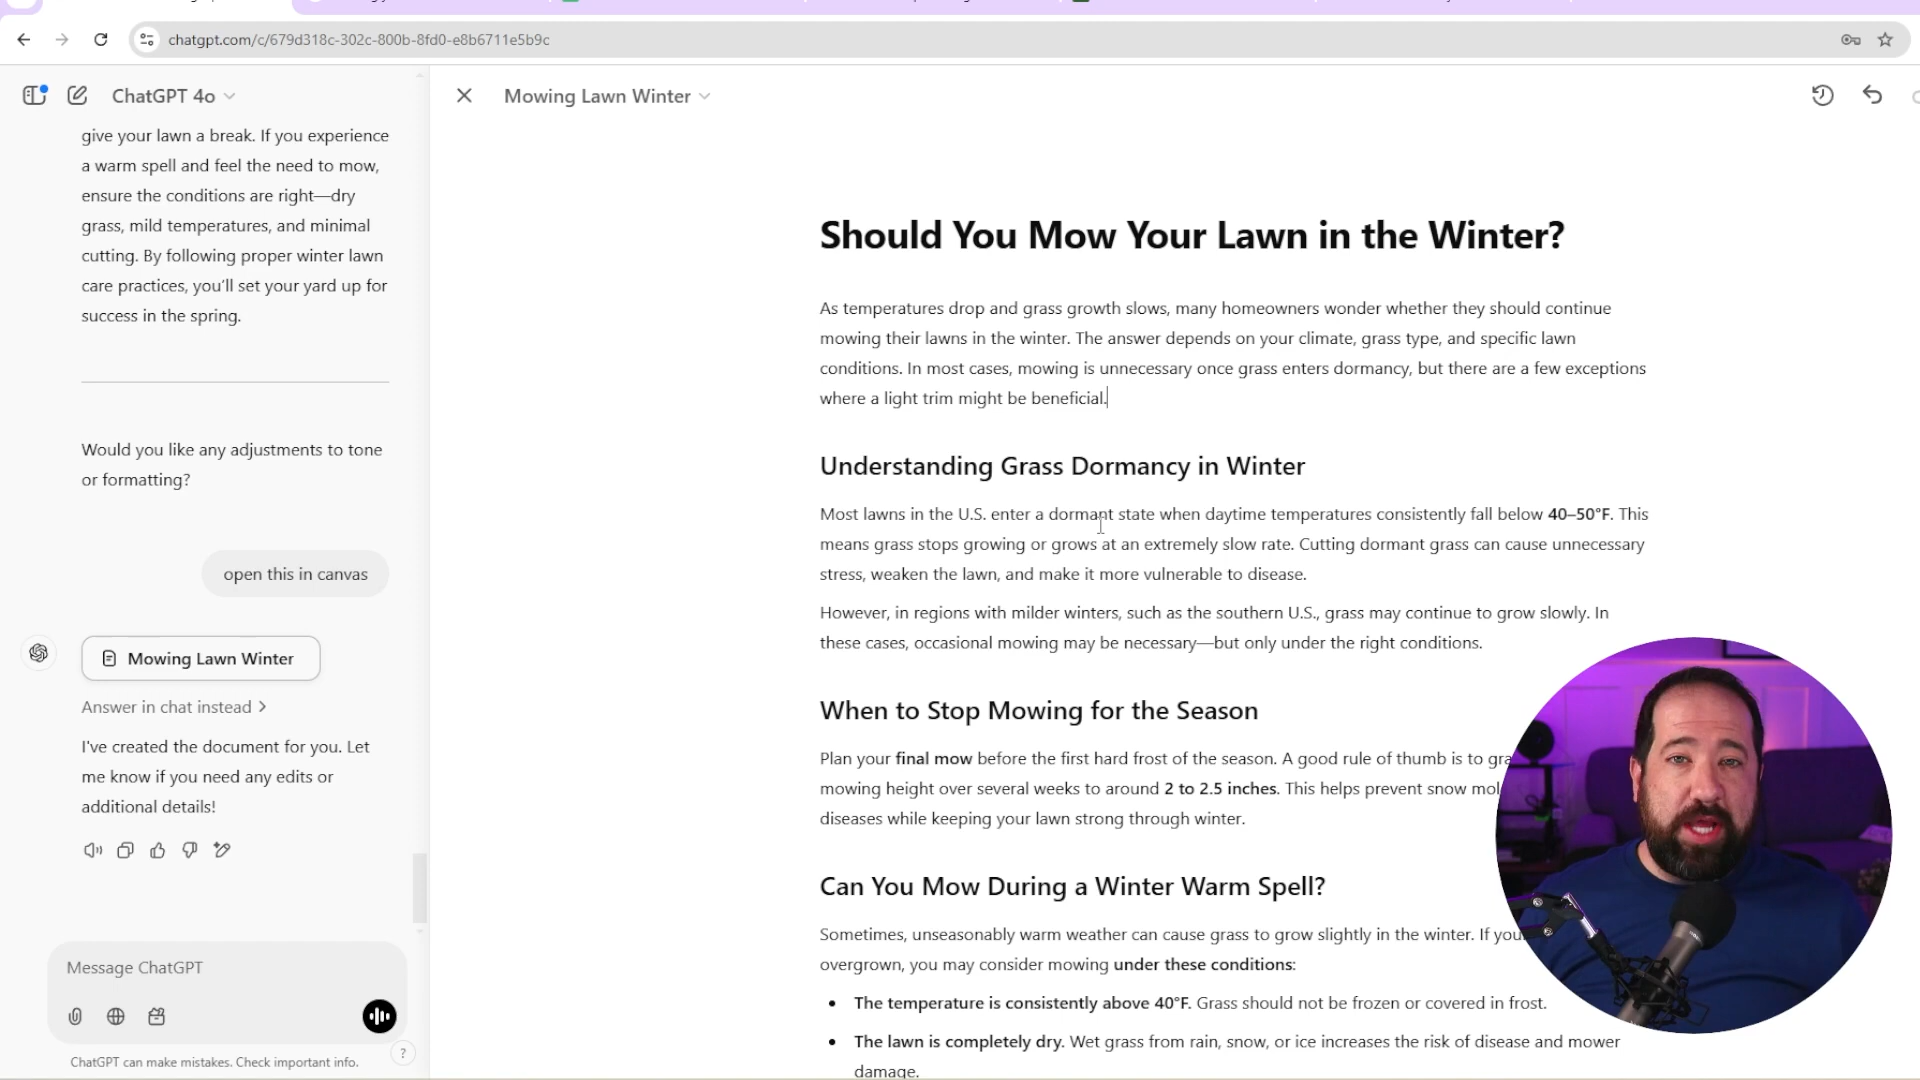 chatgpt.com/c/679d318c-302c-800b-8fd0-e8b6711e5b9c
ChatGPT 4o
give your lawn a break. If you experience
a warm spell and feel the need to mow,
ensure the conditions are right—dry
grass, mild temperatures, and minimal
cutting. By following proper winter lawn
care practices, you'll set your yard up for
success in the spring.
Would you like any adjustments to tone
or formatting?
open this in canvas
Mowing Lawn Winter
Answer in chat instead >
I've created the document for you. Let
me know if you need any edits or
additional details!
Message ChatGPT
ChatGPT can make mistakes. Check important info.
?
Mowing Lawn Winter
Should You Mow Your Lawn in the Winter?
As temperatures drop and grass growth slows, many homeowners wonder whether they should continue
mowing their lawns in the winter. The answer depends on your climate, grass type, and specific lawn
conditions. In most cases, mowing is unnecessary once grass enters dormancy, but there are a few exceptions
where a light trim might be beneficial.
Understanding Grass Dormancy in Winter
Most lawns in the U.S. enter a dormant state when daytime temperatures consistently fall below 40–50°F. This
means grass stops growing or grows at an extremely slow rate. Cutting dormant grass can cause unnecessary
stress, weaken the lawn, and make it more vulnerable to disease.
However, in regions with milder winters, such as the southern U.S., grass may continue to grow slowly. In
these cases, occasional mowing may be necessary—but only under the right conditions.
When to Stop Mowing for the Season
Plan your final mow before the first hard frost of the season. A good rule of thumb is to
mowing height over several weeks to around 2 to 2.5 inches. This helps prevent snow
diseases while keeping your lawn strong through winter.
Can You Mow During a Winter Warm Spell?
Sometimes, unseasonably warm weather can cause grass to grow slightly in the winter. If
overgrown, you may consider mowing under these conditions:
• The temperature is consistently above 40°F. Grass should not be frozen or covered in frost.
• The lawn is completely dry. Wet grass from rain, snow, or ice increases the risk of disease and mower
damage.